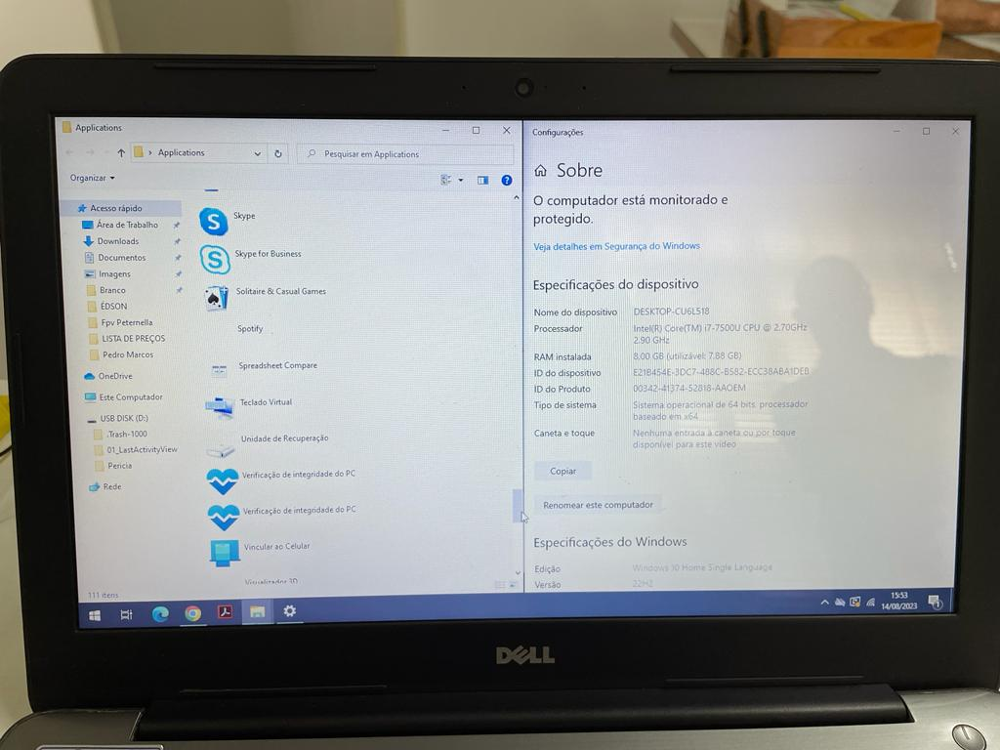 Applications
Applications
Pesquisar em Applications
Organizar
Acesso rápido
Área de Trabalho
Downloads
Documentos
Imagens
Branco
ÉDSON
Fpv Peternella
LISTA DE PREÇOS
Pedro Marcos
OneDrive
Este Computador
USB DISK (D:)
.Trash-1000
01_LastActivityView
Pericia
Rede
Skype
Skype for Business
Solitaire & Casual Games
Spotify
Spreadsheet Compare
Teclado Virtual
Unidade de Recuperação
Verificação de integridade do PC
Verificação de integridade do PC
Vincular ao Celular
Visualizador 3D
111 itens
Configurações
Sobre
O computador está monitorado e
protegido.
Veja detalhes em Segurança do Windows
Especificações do dispositivo
Nome do dispositivo DESKTOP-CU6L518
Processador Intel(R) Core(TM) i7-7500U CPU @ 2.70GHz
2.90 GHz
RAM instalada 8,00 GB (utilizável: 7,88 GB)
ID do dispositivo E21B454E-3DC7-488C-B582-ECC38ABA1DEB
ID do Produto 00342-41374-52818-AAOEM
Tipo de sistema Sistema operacional de 64 bits, processador
baseado em x64
Caneta e toque Nenhuma entrada à caneta ou por toque
disponível para este vídeo
Copiar
Renomear este computador
Especificações do Windows
Edição Windows 10 Home Single Language
Versão 22H2
15:53
14/08/2023
1
DELL